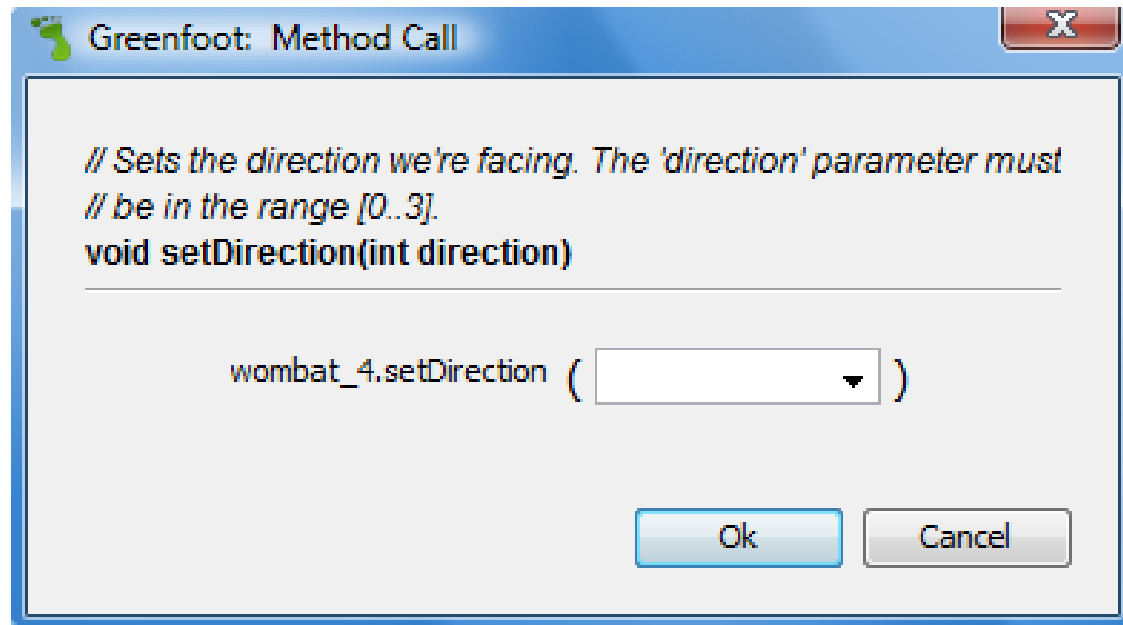 Greenfoot: Method Call
X
// Sets the direction we're facing. The 'direction' parameter must
// be in the range [0..3].
void setDirection(int direction)
wombat_4.setDirection ( )
Ok Cancel